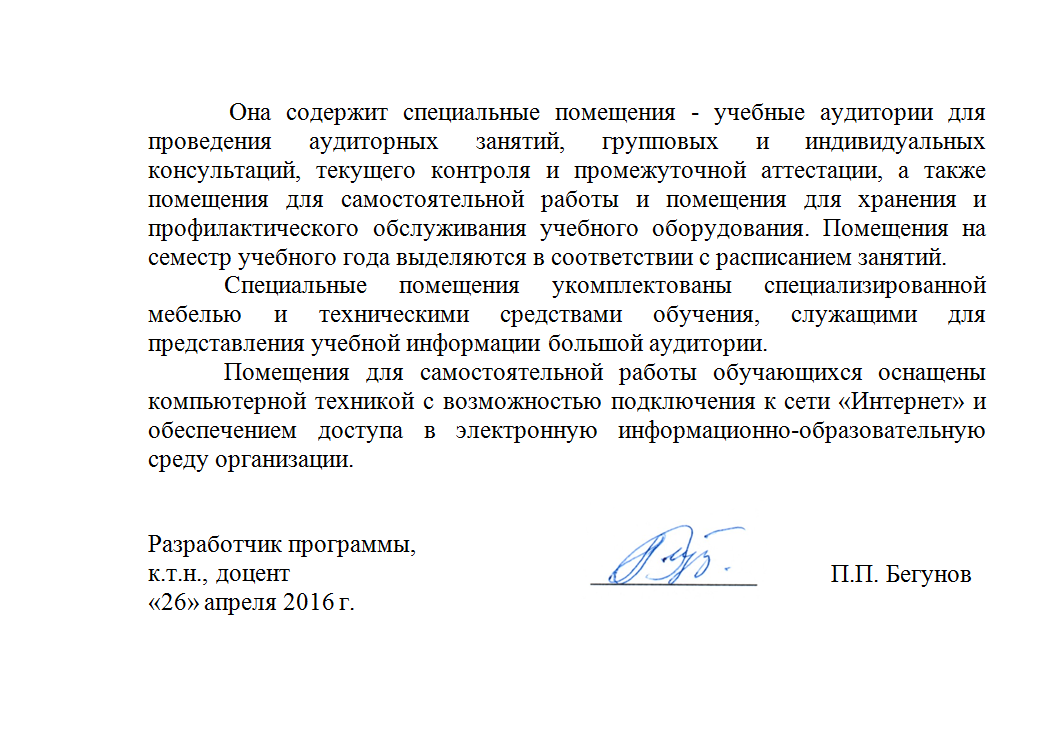 Она содержит специальные помещения - учебные аудитории для
проведения аудиторных занятий, групповых и индивидуальных
консультаций, текущего контроля и промежуточной аттестации, а также
помещения для самостоятельной работы и помещения для хранения и
профилактического обслуживания учебного оборудования. Помещения на
семестр учебного года выделяются в соответствии с расписанием занятий.
Специальные помещения укомплектованы специализированной
мебелью и техническими средствами обучения, служащими для
представления учебной информации большой аудитории.
Помещения для самостоятельной работы обучающихся оснащены
компьютерной техникой с возможностью подключения к сети «Интернет» и
обеспечением доступа в электронную информационно-образовательную
среду организации.
Разработчик программы,
к.т.н., доцент
П.П. Бегунов
«26» апреля 2016 г.